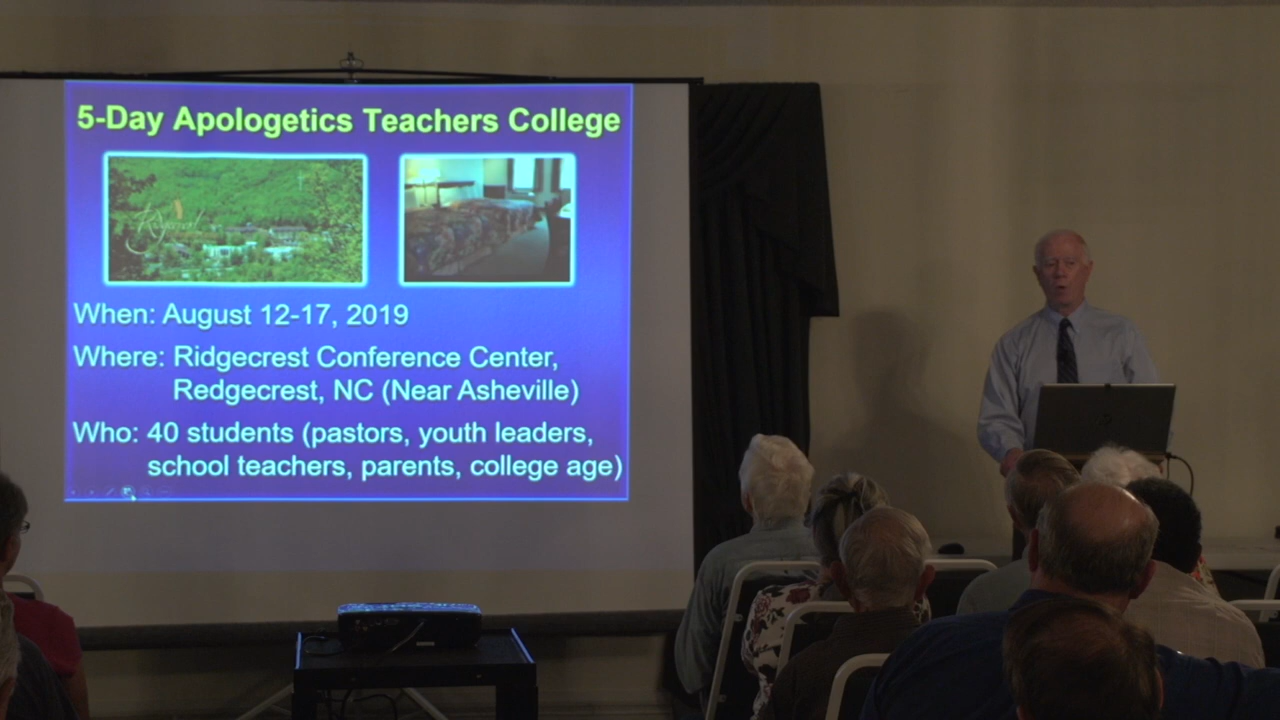 5-Day Apologetics Teachers College
Ridgecrest
When: August 12-17, 2019
Where: Ridgecrest Conference Center,
Redgecrest, NC (Near Asheville)
Who: 40 students (pastors, youth leaders,
school teachers, parents, college age)